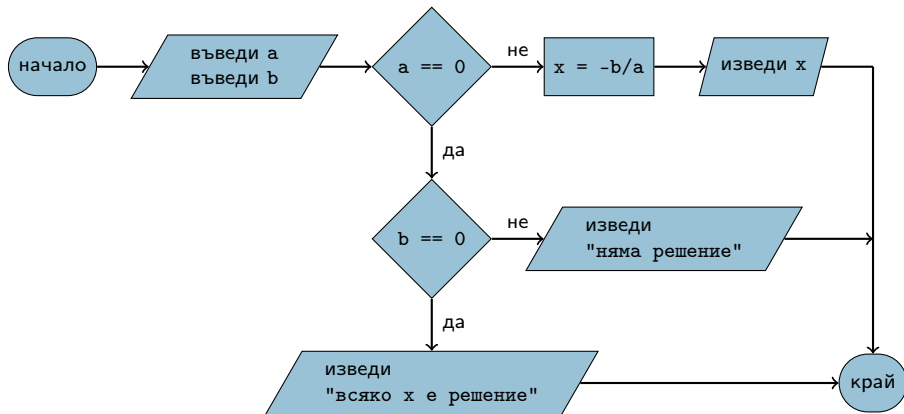 начало
въведи a
въведи b
a == 0
не
x = -b/a
изведи x
да
b == 0
не
изведи
"няма решение"
да
изведи
"всяко x е решение"
край